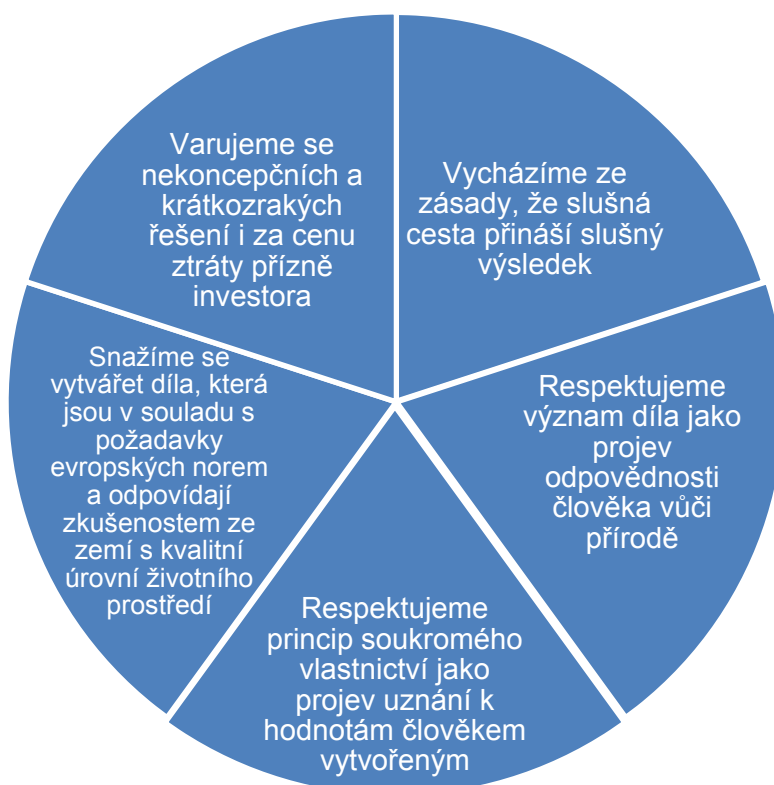 Varujeme se
nekoncepčních a
krátkozrakých
řešení i za cenu
ztráty přízně
investora
Vycházíme ze
zásady, že slušná
cesta přináší slušný
výsledek
Snažíme se
vytvářet díla, která
jsou v souladu s
požadavky
evropských norem
a odpovídají
zkušenostem ze
zemí s kvalitní
úrovní životního
prostředí
Respektujeme
význam díla jako
projev
odpovědnosti
člověka vůči
přírodě
Respektujeme
princip soukromého
vlastnictví jako
projev uznání k
hodnotám člověkem
vytvořeným